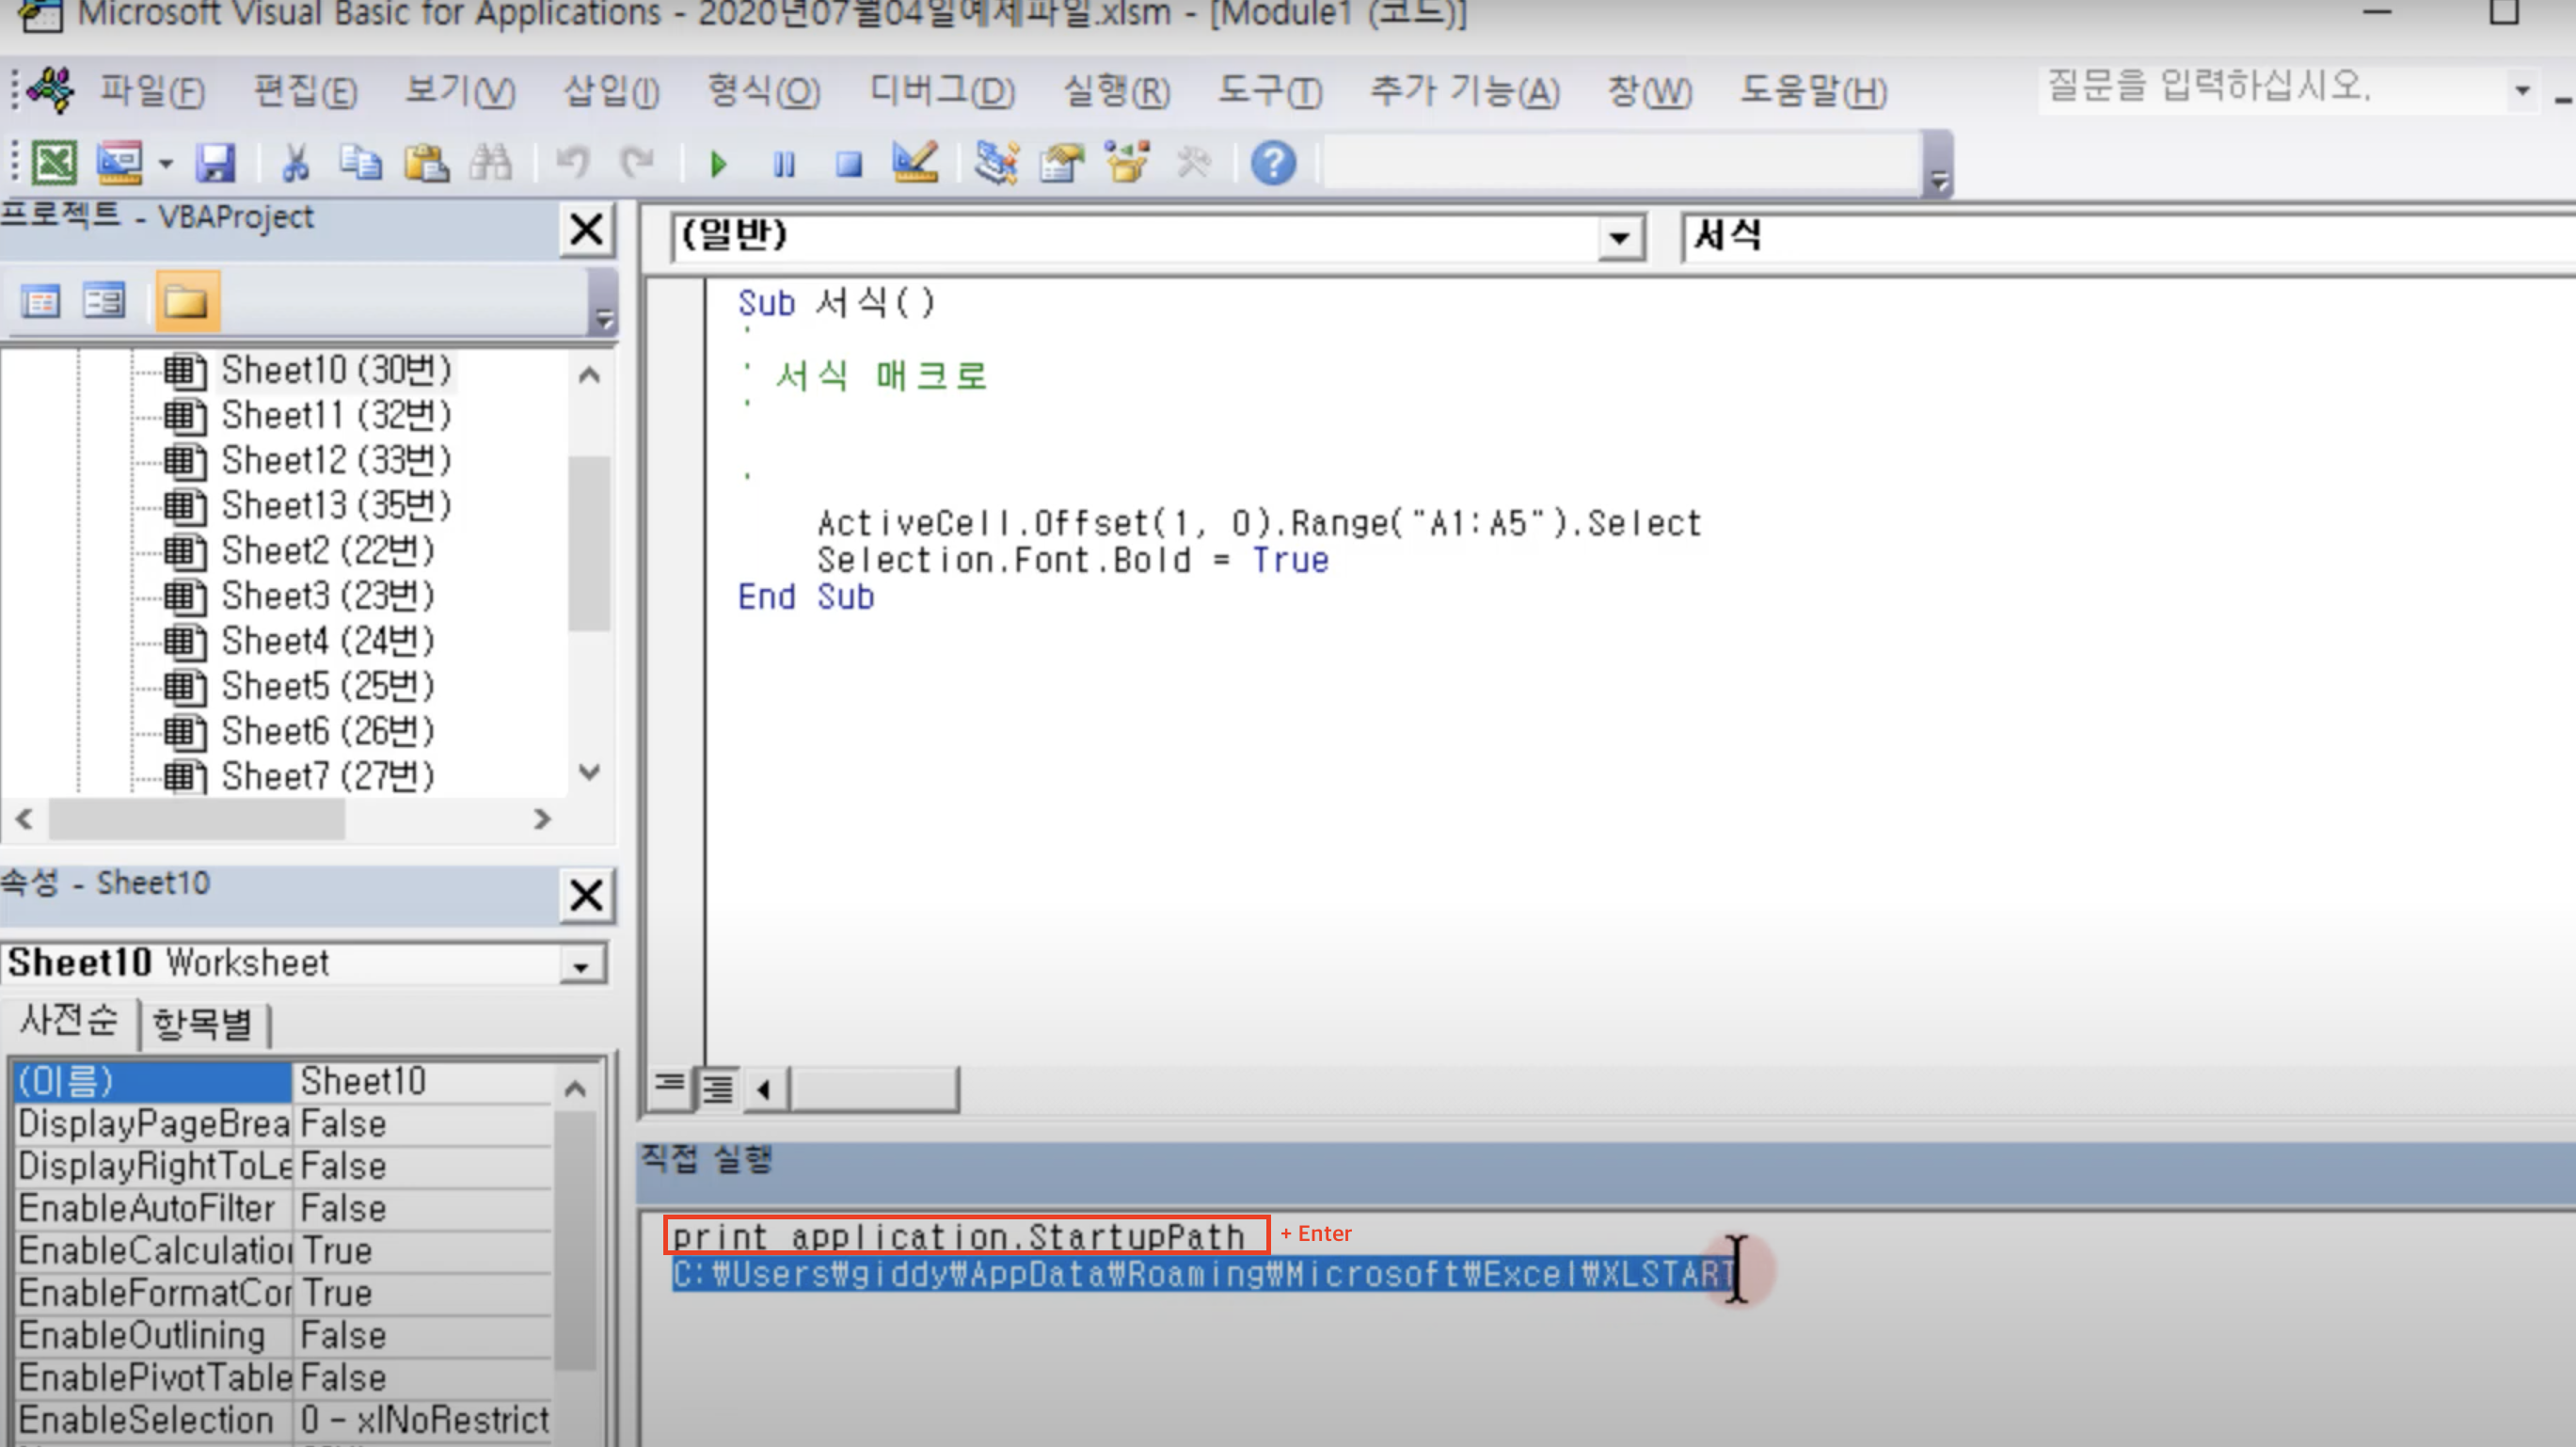 Microsoft Visual Basic for Applications - 2020년07월04일예제파일.xlsm - [Module1 (코드)]
파일(F) 편집(E) 보기(V) 삽입(I) 형식(O) 디버그(D) 실행(R) 도구(T) 추가 기능(A) 창(W) 도움말(H) 질문을 입력하십시오.
프로젝트 - VBAProject
Sheet10 (30번)
Sheet11 (32번)
Sheet12 (33번)
Sheet13 (35번)
Sheet2 (22번)
Sheet3 (23번)
Sheet4 (24번)
Sheet5 (25번)
Sheet6 (26번)
Sheet7 (27번)
속성 - Sheet10
Sheet10 Worksheet
사전순 항목별
(이름) Sheet10
DisplayPageBrea False
DisplayRightToLe False
EnableAutoFilter False
EnableCalculatio True
EnableFormatCor True
EnableOutlining False
EnablePivotTable False
EnableSelection 0 - xlNoRestrict
(일반) 서식
Sub 서식()
'
' 서식 매크로
'
'
ActiveCell.Offset(1, 0).Range("A1:A5").Select
Selection.Font.Bold = True
End Sub
직접 실행
print application.StartupPath + Enter
C:₩Users₩giddy₩AppData₩Roaming₩Microsoft₩Excel₩XLSTART